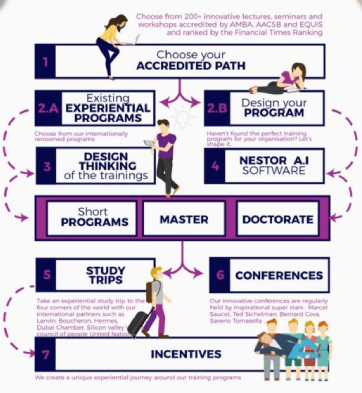 Choose from 200+ innovative lectures, seminars and
workshops accredited by AMBA, AACSB and EQUIS
and ranked by the Financial Times Ranking
1
Choose your
ACCREDITED PATH
2.A
Existing
EXPERIENTIAL
PROGRAMS
2.B
Design your
PROGRAM
Choose from our internationally
renowned programs
Haven't found the perfect training
program for your organisation? Let's
shape it.
3
DESIGN
THINKING
of the trainings
4
NESTOR A.I
SOFTWARE
Short
PROGRAMS
MASTER
DOCTORATE
5
STUDY
TRIPS
6
CONFERENCES
Take an experiential study trip to the
four corners of the world with our
international partners such as
Lanvin, Boucheron, Hermes,
Dubai Chamber, Silicon valley
council of people United Nation
Our innovative conferences are regularly
held by inspirational super stars: Marcel
Saucet, Ted Sichelman, Bernard Cova,
Saverio Tomasella
7
INCENTIVES
We create a unique experiential journey around our training programs